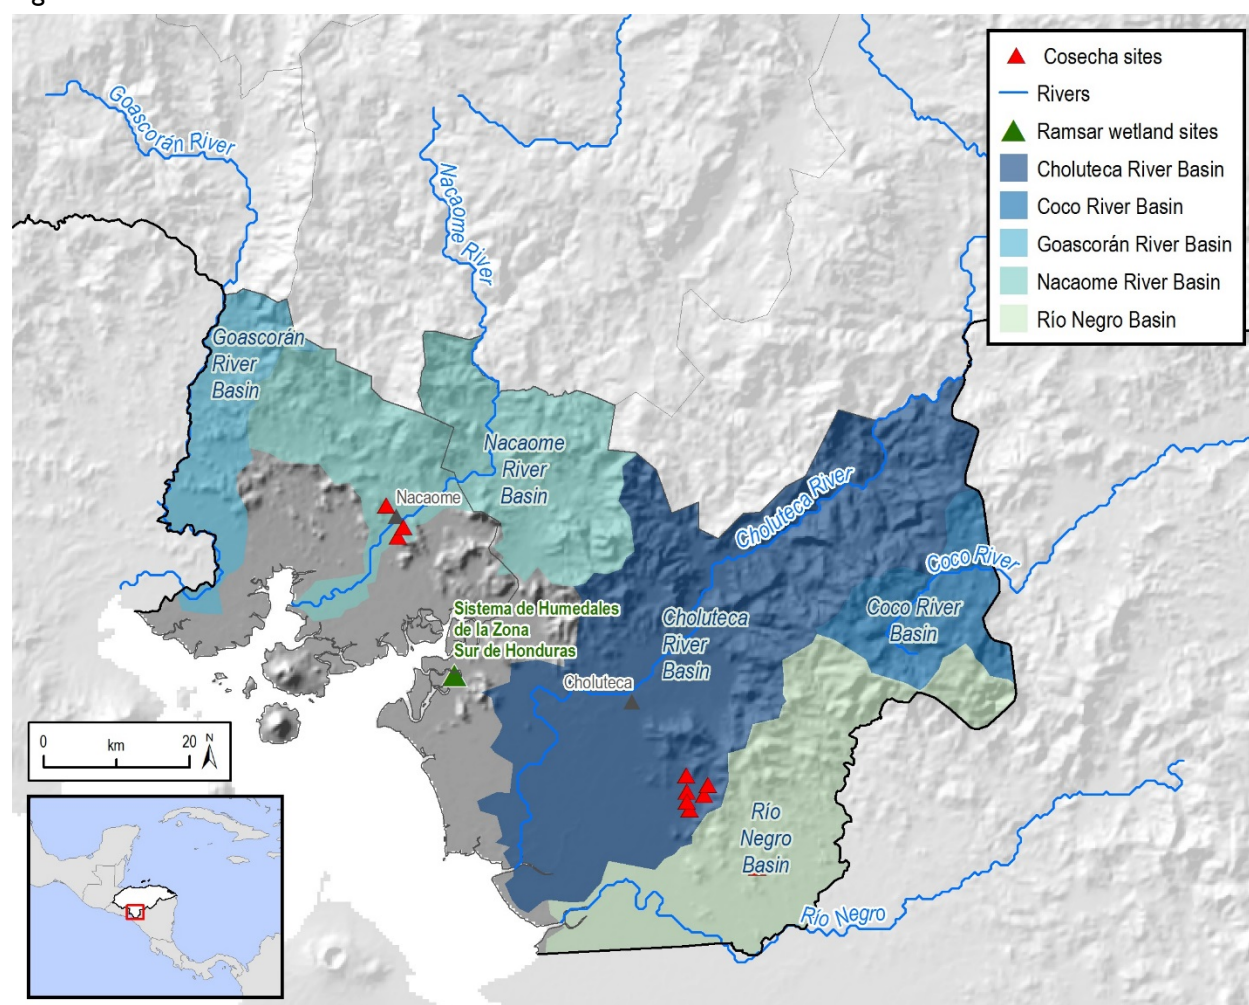 Goascorán River
Nacaome River
Cosecha sites
Rivers
Ramsar wetland sites
Choluteca River Basin
Coco River Basin
Goascorán River Basin
Nacaome River Basin
Río Negro Basin
Goascorán
River
Basin
Nacaome
River
Basin
Nacaome
Choluteca River
Coco River
Coco River
Basin
Sistema de Humedales
de la Zona
Sur de Honduras
Choluteca
River
Basin
Choluteca
0 km 20 N
Río
Negro
Basin
Río Negro